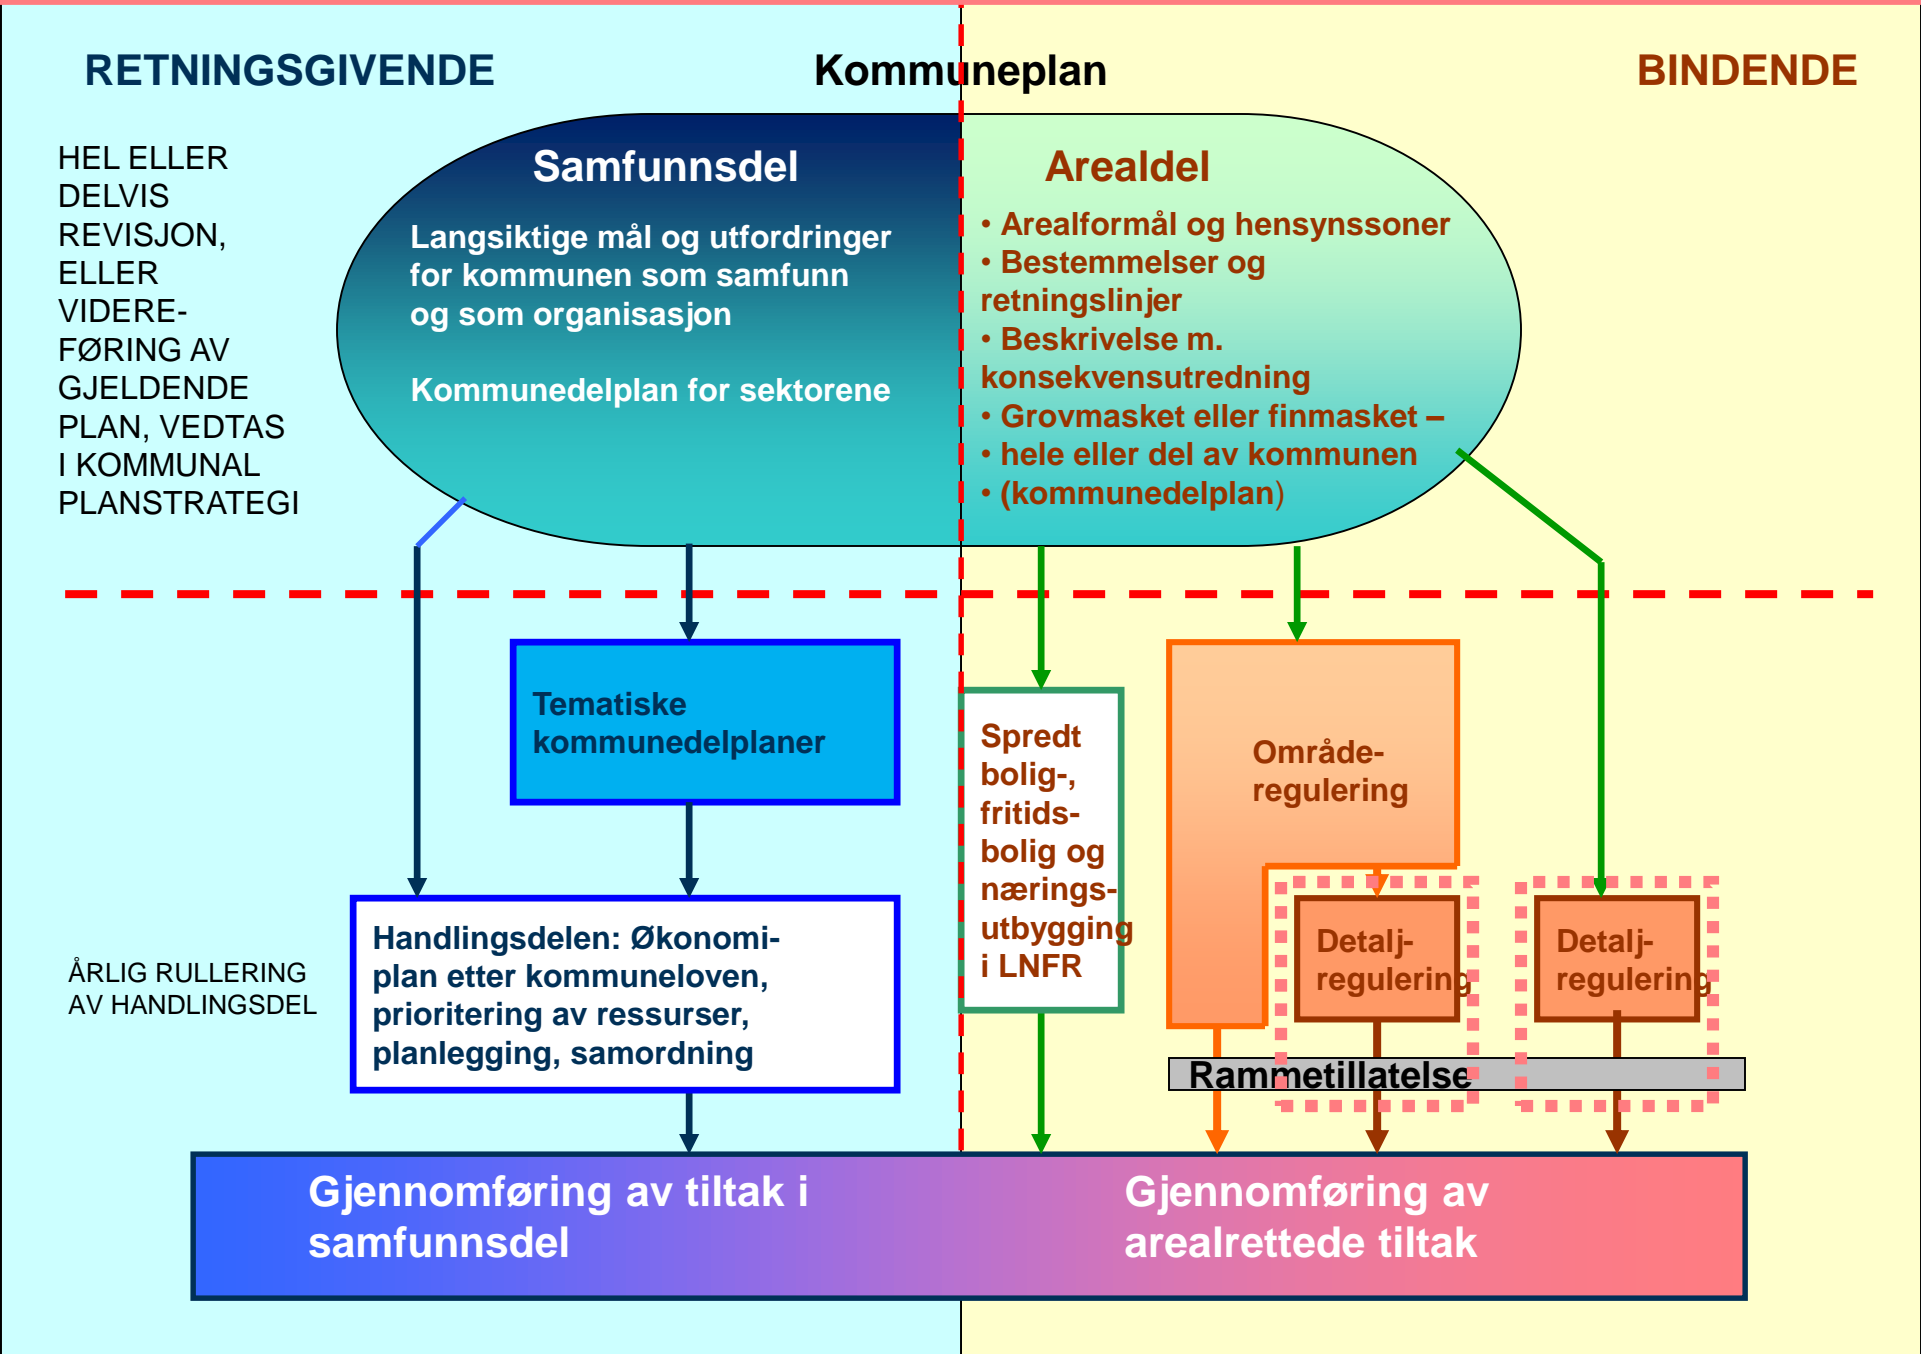 RETNINGSGIVENDE
Kommuneplan
BINDENDE
HEL ELLER
DELVIS
REVISJON,
ELLER
VIDERE-
FØRING AV
GJELDENDE
PLAN, VEDTAS
I KOMMUNAL
PLANSTRATEGI
Samfunnsdel
Langsiktige mål og utfordringer
for kommunen som samfunn
og som organisasjon
Kommunedelplan for sektorene
Arealdel
• Arealformål og hensynssoner
• Bestemmelser og
retningslinjer
• Beskrivelse m.
konsekvensutredning
• Grovmasket eller finmasket –
• hele eller del av kommunen
• (kommunedelplan)
Tematiske
kommunedelplaner
Spredt
bolig-,
fritids-
bolig og
nærings-
utbygging
i LNFR
Område-
regulering
ÅRLIG RULLERING
AV HANDLINGSDEL
Handlingsdelen: Økonomi-
plan etter kommuneloven,
prioritering av ressurser,
planlegging, samordning
Detalj-
regulering
Detalj-
regulering
Rammetillatelse
Gjennomføring av tiltak i
samfunnsdel
Gjennomføring av
arealrettede tiltak